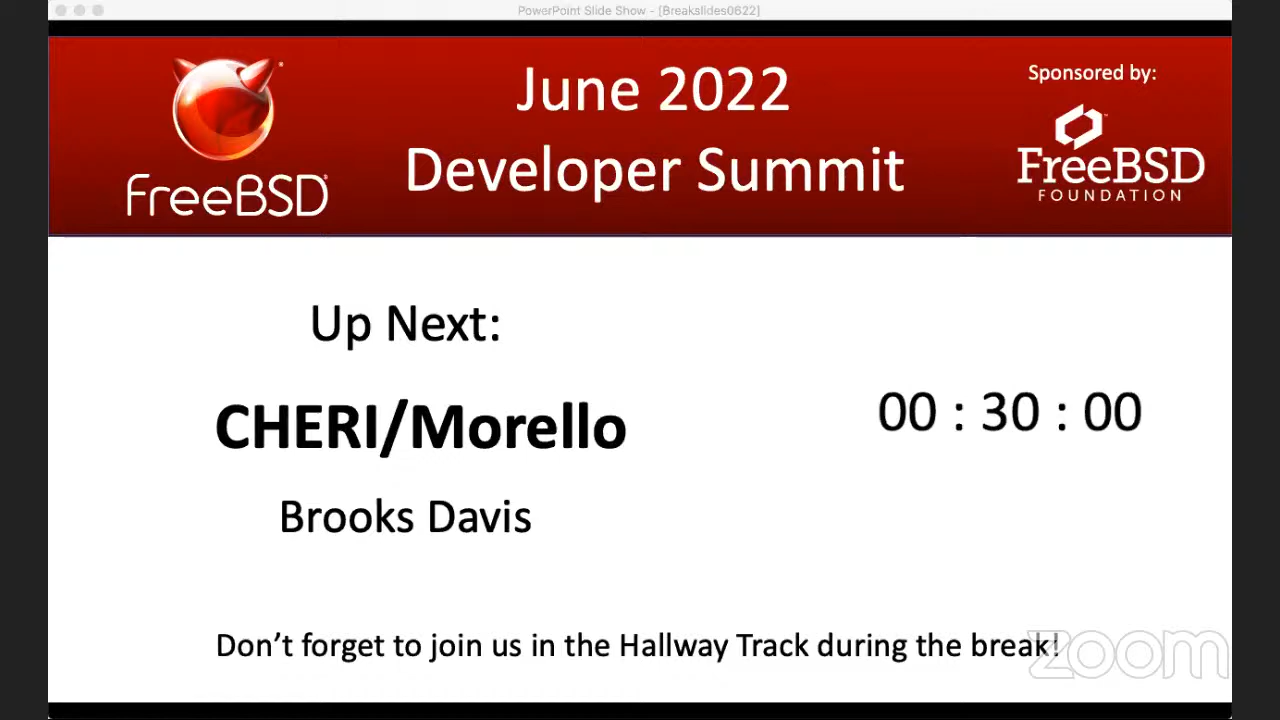 PowerPoint Slide Show - [Breakslides0622]
June 2022
Developer Summit
FreeBSD
Sponsored by:
FreeBSD
FOUNDATION
Up Next:
CHERI/Morello
Brooks Davis
00 : 30 : 00
Don’t forget to join us in the Hallway Track during the break!
zoom